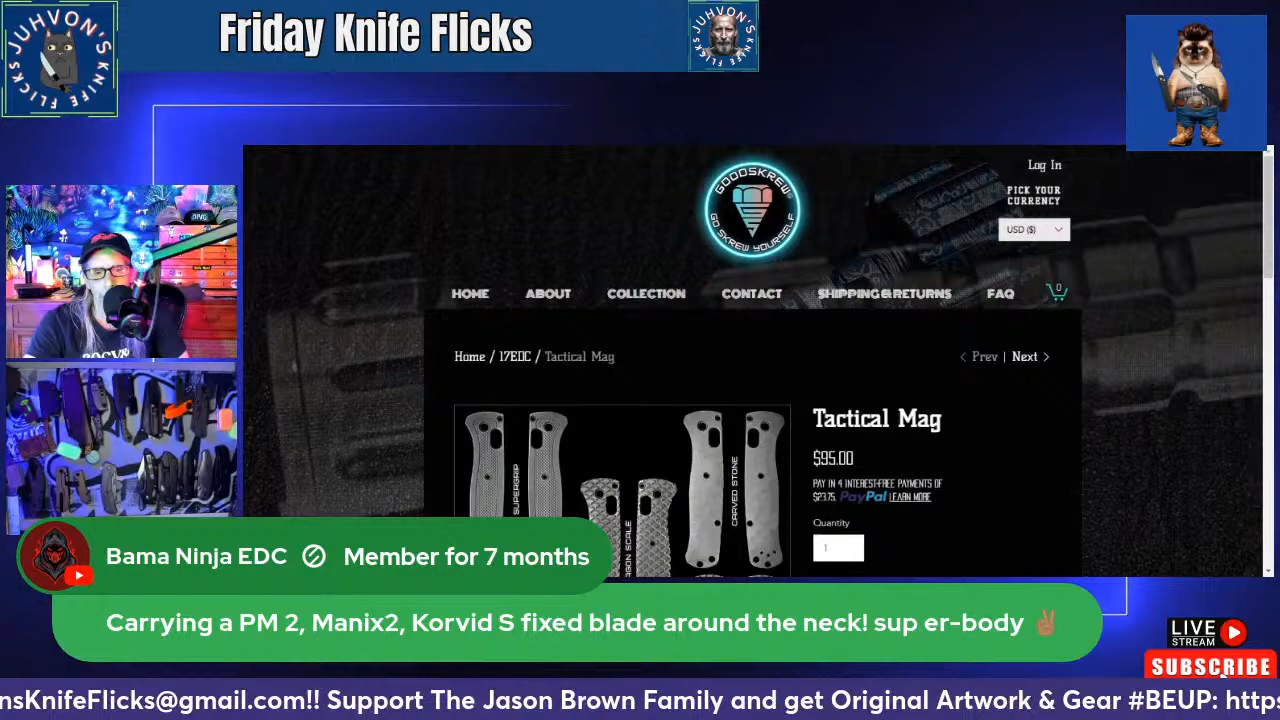 JUHVON'S
KNIFE FLICKS
Friday Knife Flicks
JUHVON'S
KNIFE FLICKS
GOODSKREW
GO SKREW YOURSELF
Log In
PICK YOUR
CURRENCY
USD ($)
HOME
ABOUT
COLLECTION
CONTACT
SHIPPING&RETURNS
FAQ
0
Home / 17EDC / Tactical Mag
< Prev | Next >
Tactical Mag
$95.00
PAY IN 4 INTEREST-FREE PAYMENTS OF
$23.75. PayPal LEARN MORE
Quantity
1
SUPERGRIP
CARVED STONE
Bama Ninja EDC Member for 7 months
Carrying a PM 2, Manix2, Korvid S fixed blade around the neck! sup er-body ✌🏾
LIVE
STREAM
SUBSCRIBE
nsKnifeFlicks@gmail.com!! Support The Jason Brown Family and get Original Artwork & Gear #BEUP: https